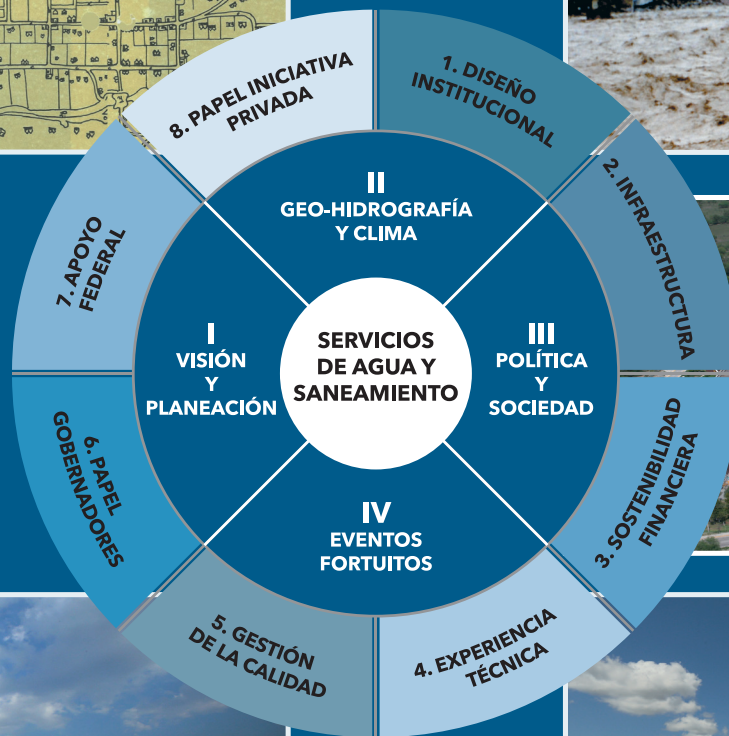 8. PAPEL INICIATIVA
PRIVADA
1. DISEÑO
INSTITUCIONAL
2. INFRAESTRUCTURA
3. SOSTENIBILIDAD
FINANCIERA
4. EXPERIENCIA
TÉCNICA
5. GESTIÓN
DE LA CALIDAD
6. PAPEL
GOBERNADORES
7. APOYO
FEDERAL
II
GEO-HIDROGRAFÍA
Y CLIMA
I
VISIÓN
Y
PLANEACIÓN
SERVICIOS
DE AGUA Y
SANEAMIENTO
III
POLÍTICA
Y
SOCIEDAD
IV
EVENTOS
FORTUITOS